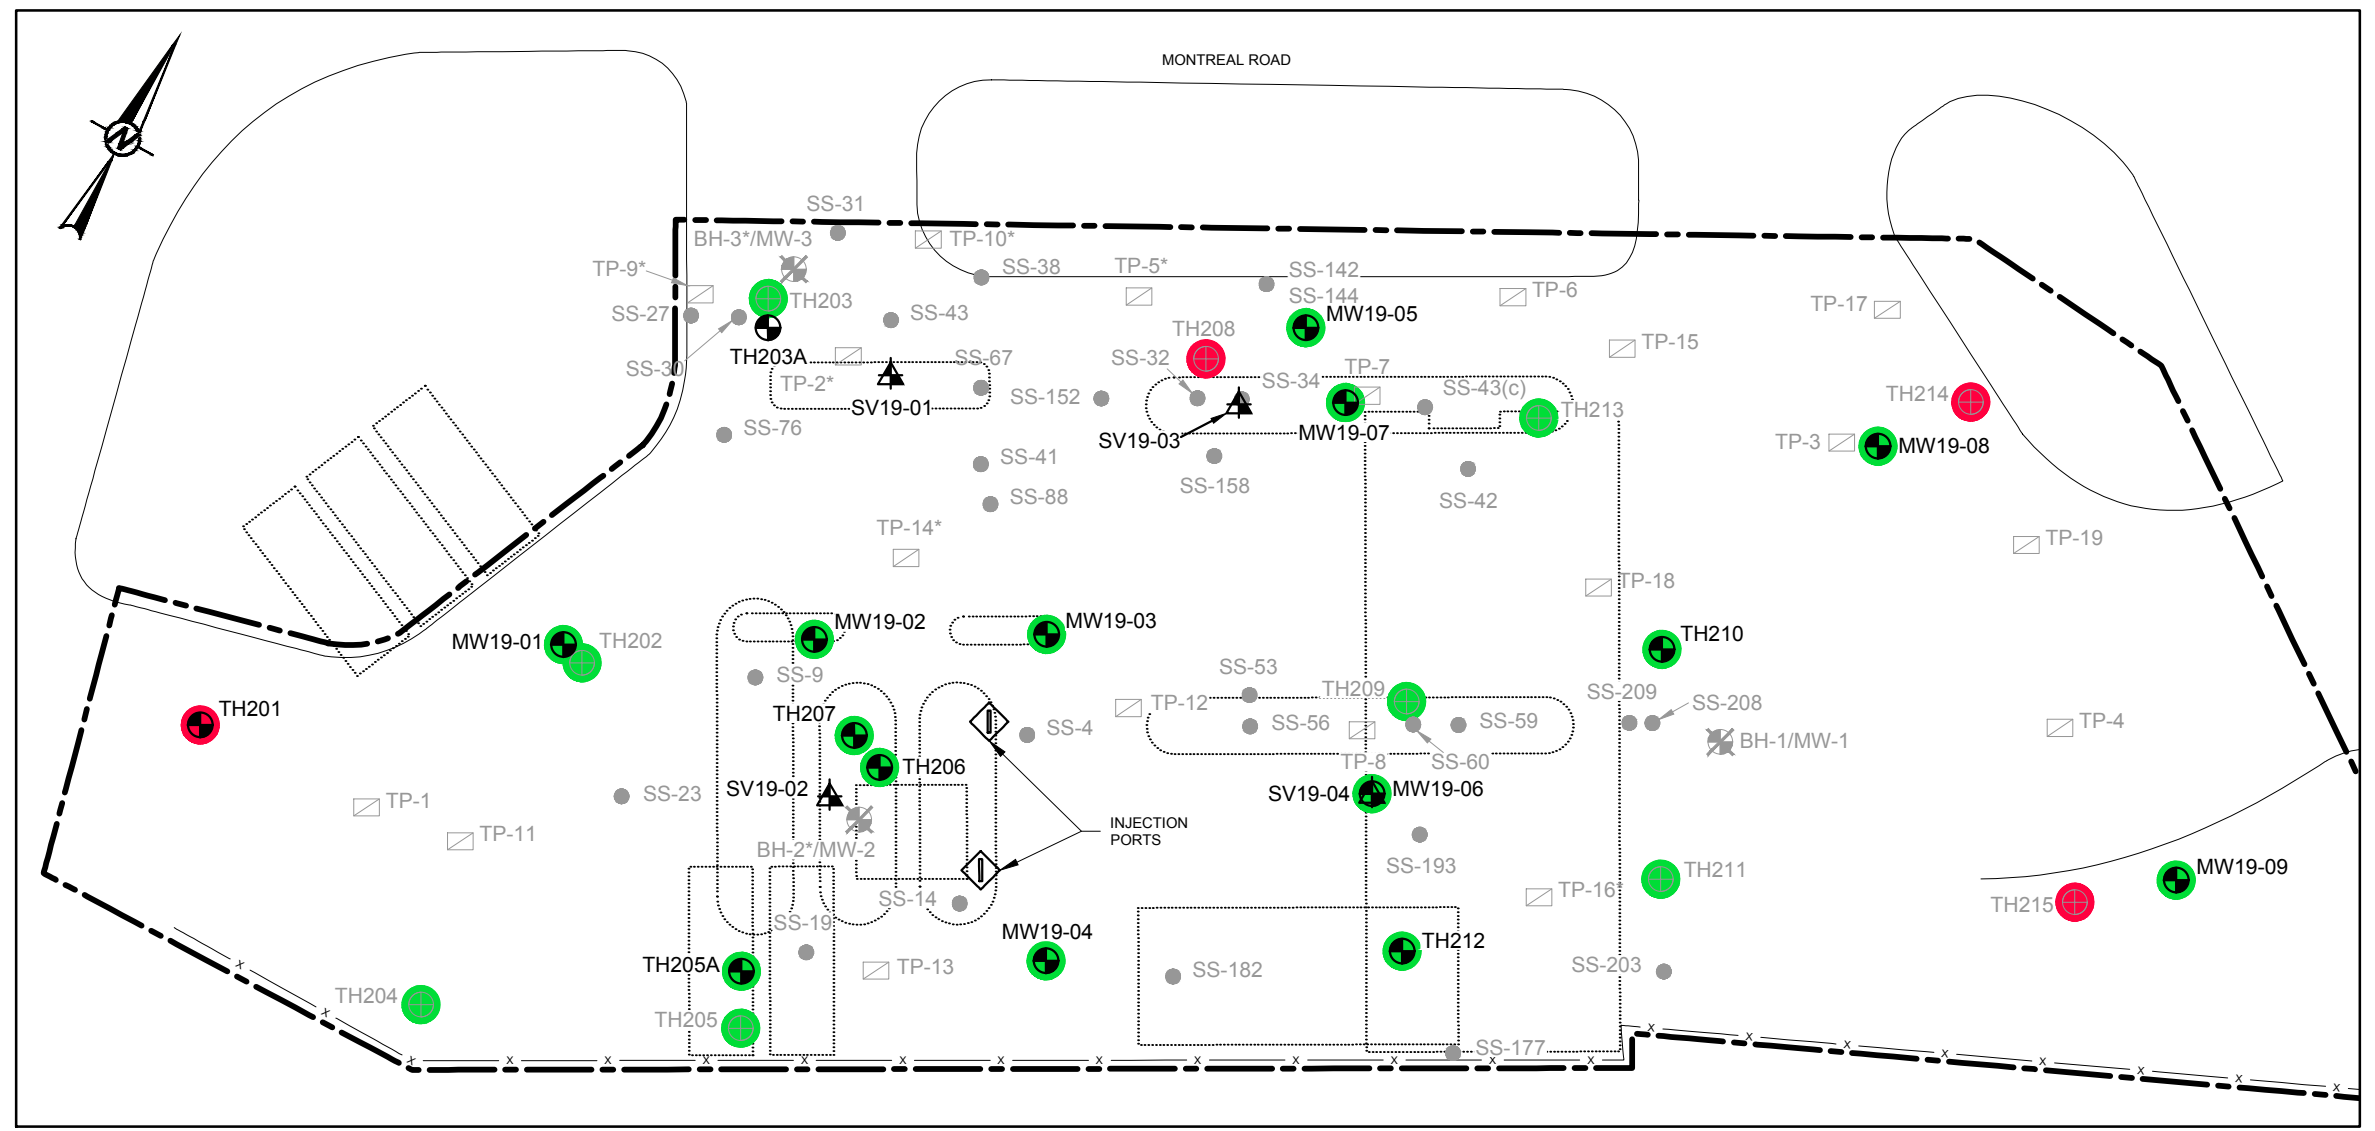 MONTREAL ROAD
N
SS-31
BH-3*/MW-3
TP-10*
TP-9*
SS-38
TP-5*
SS-142
SS-144
TP-6
TP-17
TH203
SS-27
SS-43
MW19-05
TH208
TH203A
SS-30
TP-2*
SS-67
SS-32
SS-34
TP-7
TP-15
SS-43(c)
TH214
SV19-01
SS-152
TH213
SS-76
SV19-03
MW19-07
TP-3
MW19-08
SS-41
SS-158
SS-42
SS-88
TP-14*
TP-19
TP-18
MW19-01
TH202
MW19-02
MW19-03
TH210
SS-9
SS-53
TH209
SS-209
SS-208
TH201
TH207
TP-12
SS-4
SS-56
SS-59
TP-4
BH-1/MW-1
TH206
TP-8
SS-60
SV19-02
SS-23
SV19-04
MW19-06
TP-1
TP-11
INJECTION
PORTS
BH-2*/MW-2
SS-193
TH211
MW19-09
SS-14
TP-16*
TH215
SS-19
MW19-04
TH212
TH205A
TP-13
SS-182
SS-203
TH204
TH205
SS-177